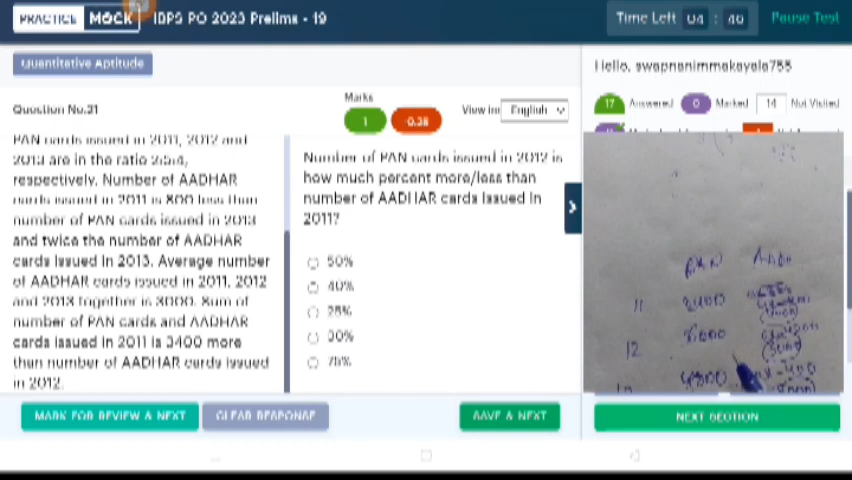 PRACTICE MOCK IBPS PO 2023 Prelims - 19
Time Left 04 : 40
Pause Test
Quantitative Aptitude
Hello, swapnanimmakayala755
Question No.21
Marks
1 -0.38
View in: English
17 Answered 0 Marked 14 Not Visited
PAN cards issued in 2011, 2012 and
2013 are in the ratio
respectively. Number of AADHAR
cards issued in 2011 is 800 less than
number of PAN cards issued in 2013
and twice the number of AADHAR
cards issued in 2013. Average number
of AADHAR cards issued in 2011, 2012
and 2013 together is 3000. Sum of
number of PAN cards and AADHAR
cards issued in 2011 is 3400 more
than number of AADHAR cards issued
in 2012.
Number of PAN cards issued in 2012 is
how much percent more/less than
number of AADHAR cards issued in
2011?
50%
40%
25%
30%
75%
11 2400
12
MARK FOR REVIEW & NEXT
CLEAR RESPONSE
SAVE & NEXT
NEXT SECTION